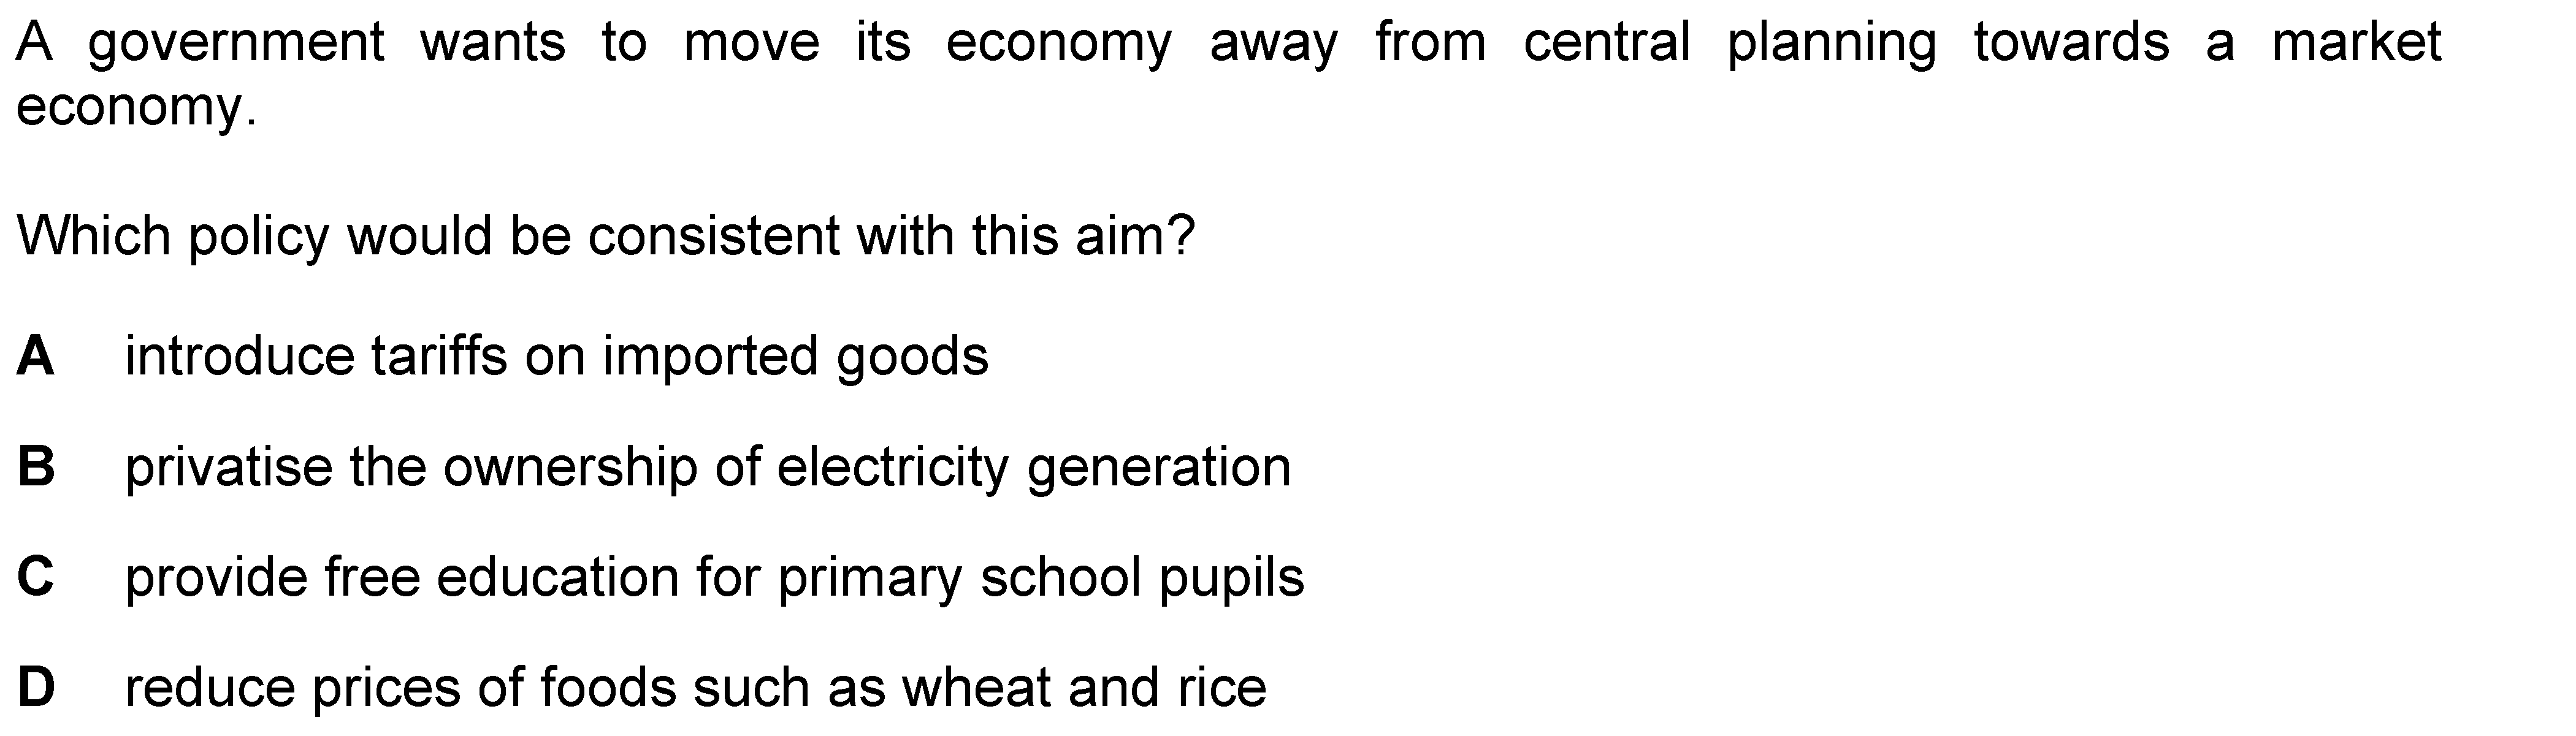 A government wants to move its economy away from central planning towards a market
economy.
Which policy would be consistent with this aim?
A introduce tariffs on imported goods
B privatise the ownership of electricity generation
C provide free education for primary school pupils
D reduce prices of foods such as wheat and rice